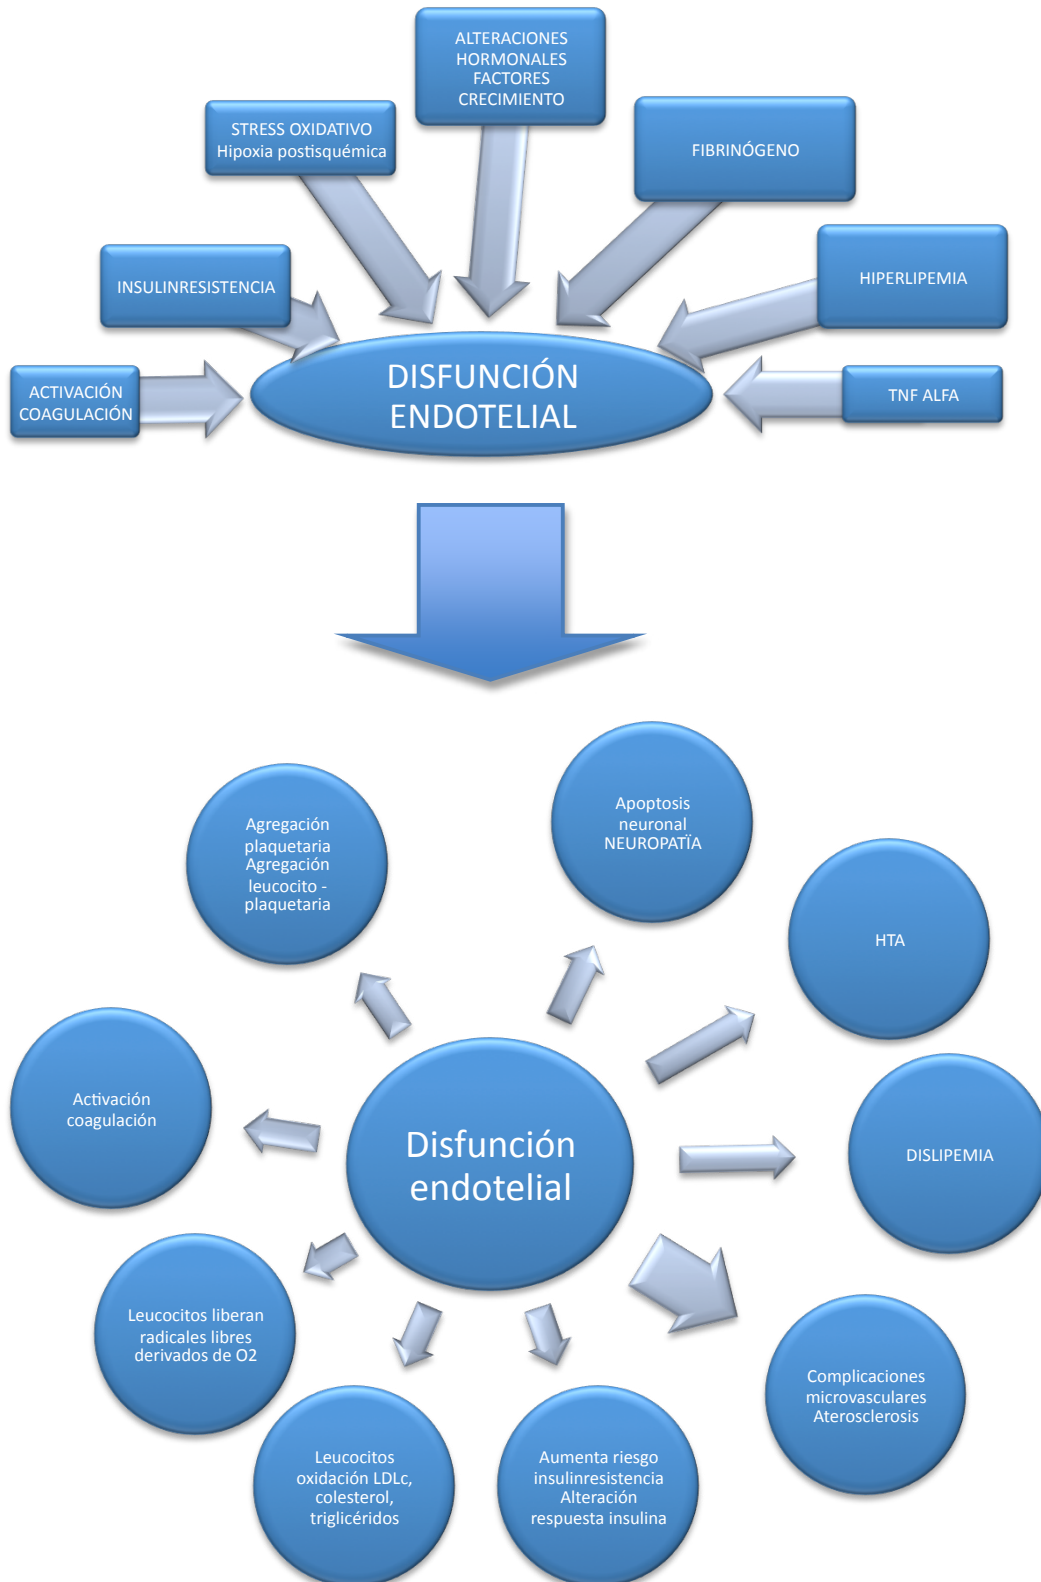 ALTERACIONES
HORMONALES
FACTORES
CRECIMIENTO
STRESS OXIDATIVO
Hipoxia postisquémica
FIBRINÓGENO
INSULINRESISTENCIA
HIPERLIPEMIA
ACTIVACIÓN
COAGULACIÓN
DISFUNCIÓN
ENDOTELIAL
TNF ALFA
Agregación
plaquetaria
Agregación
leucocito -
plaquetaria
Apoptosis
neuronal
NEUROPATÏA
HTA
Activación
coagulación
Disfunción
endotelial
DISLIPEMIA
Leucocitos liberan
radicales libres
derivados de O2
Complicaciones
microvasculares
Aterosclerosis
Leucocitos
oxidación LDLc,
colesterol,
triglicéridos
Aumenta riesgo
insulinresistencia
Alteración
respuesta insulina